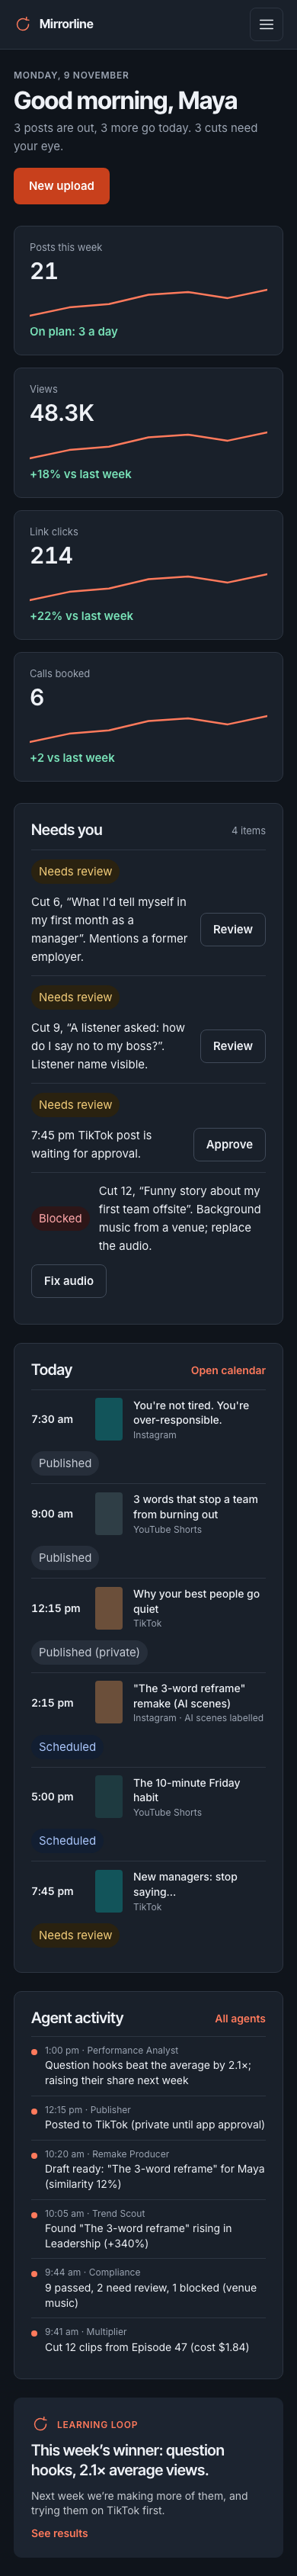 Mirrorline
MONDAY, 9 NOVEMBER
Good morning, Maya
3 posts are out, 3 more go today. 3 cuts need
your eye.
New upload
Posts this week
21
On plan: 3 a day
Views
48.3K
+18% vs last week
Link clicks
214
+22% vs last week
Calls booked
6
+2 vs last week
Needs you
4 items
Needs review
Cut 6, “What I'd tell myself in
my first month as a
manager”. Mentions a former
employer.
Review
Needs review
Cut 9, “A listener asked: how
do I say no to my boss?”.
Listener name visible.
Review
Needs review
7:45 pm TikTok post is
waiting for approval.
Approve
Blocked
Cut 12, “Funny story about my
first team offsite”. Background
music from a venue; replace
the audio.
Fix audio
Today
Open calendar
7:30 am
You're not tired. You're
over-responsible.
Instagram
Published
9:00 am
3 words that stop a team
from burning out
YouTube Shorts
Published
12:15 pm
Why your best people go
quiet
TikTok
Published (private)
2:15 pm
"The 3-word reframe"
remake (AI scenes)
Instagram · AI scenes labelled
Scheduled
5:00 pm
The 10-minute Friday
habit
YouTube Shorts
Scheduled
7:45 pm
New managers: stop
saying...
TikTok
Needs review
Agent activity
All agents
1:00 pm · Performance Analyst
Question hooks beat the average by 2.1×;
raising their share next week
12:15 pm · Publisher
Posted to TikTok (private until app approval)
10:20 am · Remake Producer
Draft ready: "The 3-word reframe" for Maya
(similarity 12%)
10:05 am · Trend Scout
Found "The 3-word reframe" rising in
Leadership (+340%)
9:44 am · Compliance
9 passed, 2 need review, 1 blocked (venue
music)
9:41 am · Multiplier
Cut 12 clips from Episode 47 (cost $1.84)
LEARNING LOOP
This week’s winner: question
hooks, 2.1× average views.
Next week we're making more of them, and
trying them on TikTok first.
See results